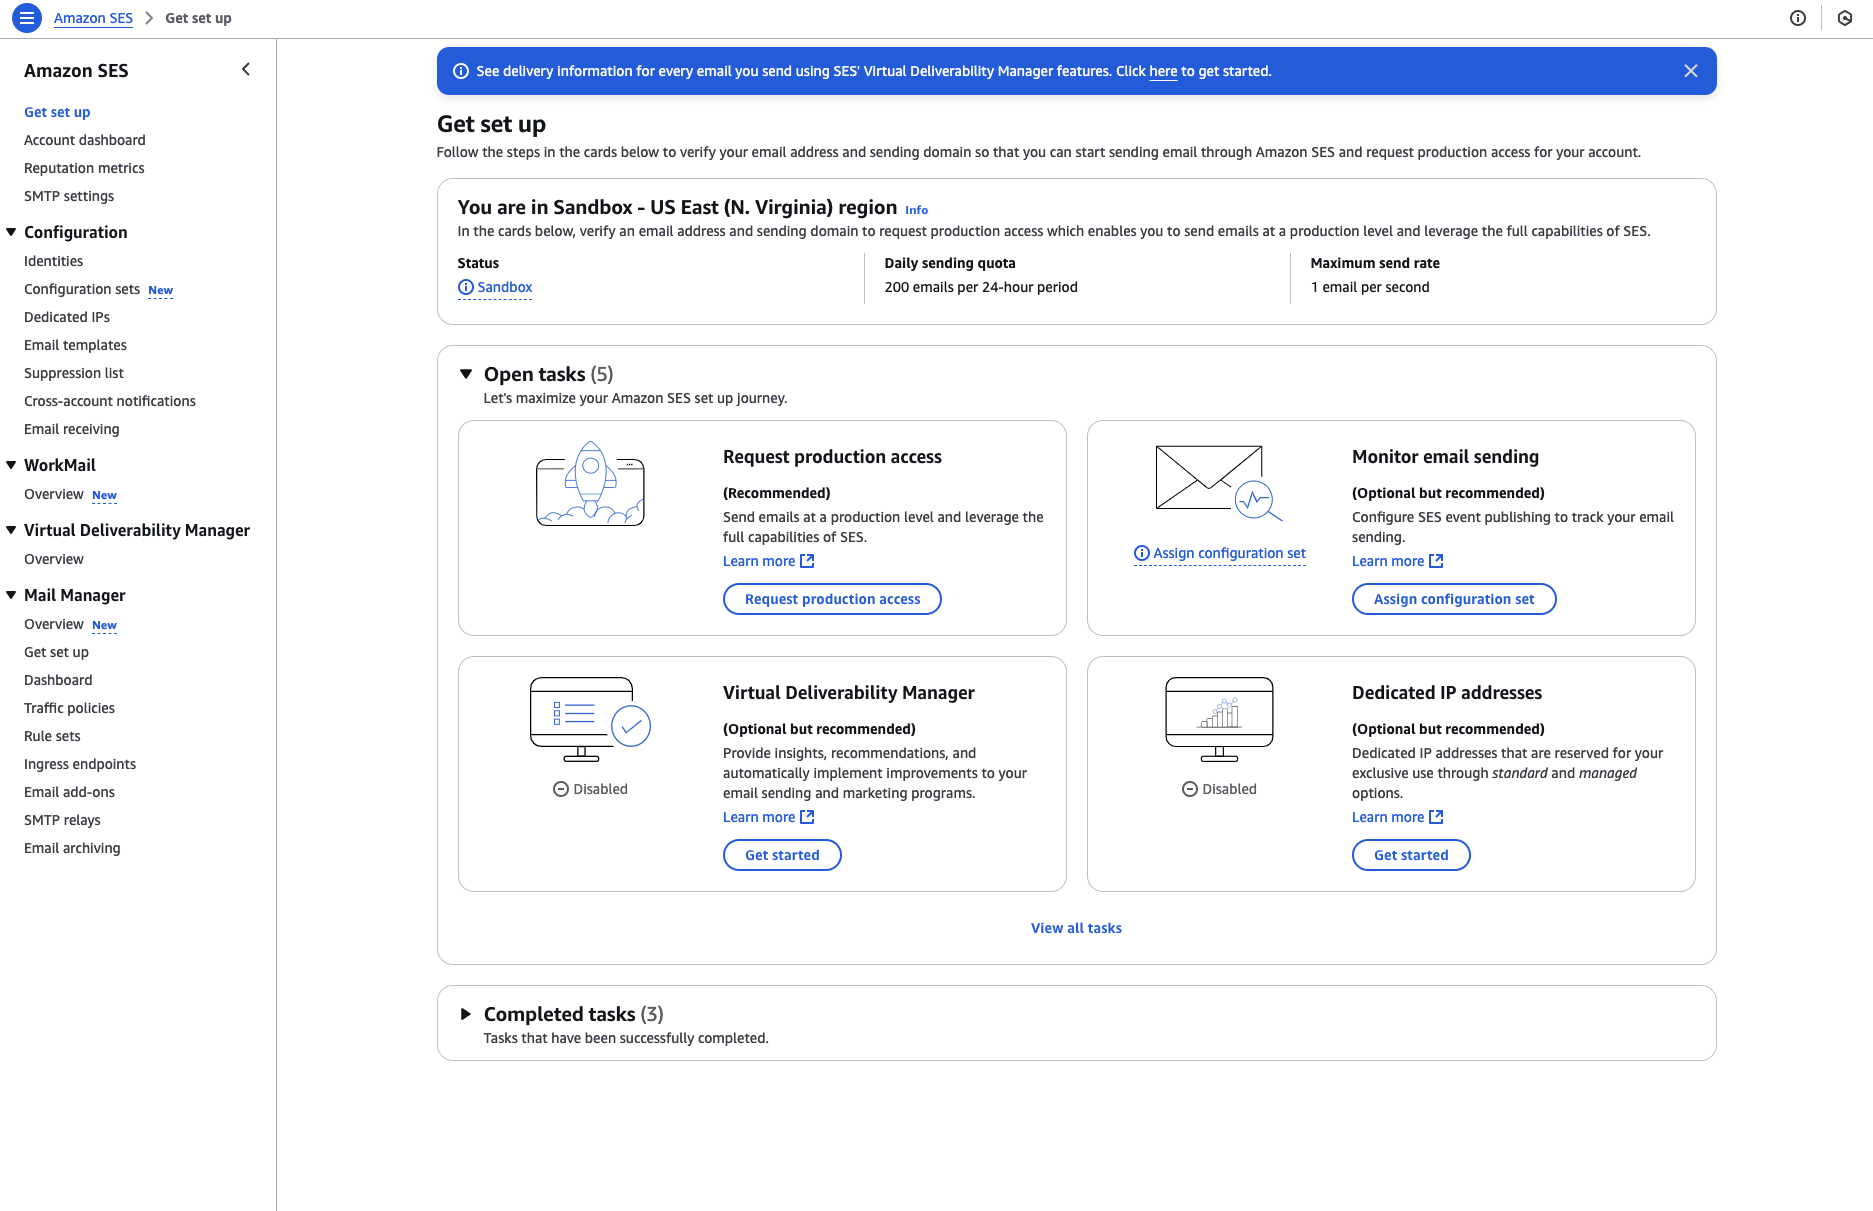 Amazon SES
Get set up
Amazon SES
Get set up
Account dashboard
Reputation metrics
SMTP settings
Configuration
Identities
Configuration sets New
Dedicated IPs
Email templates
Suppression list
Cross-account notifications
Email receiving
WorkMail
Overview New
Virtual Deliverability Manager
Overview
Mail Manager
Overview New
Get set up
Dashboard
Traffic policies
Rule sets
Ingress endpoints
Email add-ons
SMTP relays
Email archiving
See delivery information for every email you send using SES' Virtual Deliverability Manager features. Click here to get started.
Get set up
Follow the steps in the cards below to verify your email address and sending domain so that you can start sending email through Amazon SES and request production access for your account.
You are in Sandbox - US East (N. Virginia) region Info
In the cards below, verify an email address and sending domain to request production access which enables you to send emails at a production level and leverage the full capabilities of SES.
Status
Sandbox
Daily sending quota
200 emails per 24-hour period
Maximum send rate
1 email per second
Open tasks (5)
Let's maximize your Amazon SES set up journey.
Request production access
(Recommended)
Send emails at a production level and leverage the
full capabilities of SES.
Learn more
Request production access
Assign configuration set
Monitor email sending
(Optional but recommended)
Configure SES event publishing to track your email
sending.
Learn more
Assign configuration set
Disabled
Virtual Deliverability Manager
(Optional but recommended)
Provide insights, recommendations, and
automatically implement improvements to your
email sending and marketing programs.
Learn more
Get started
Disabled
Dedicated IP addresses
(Optional but recommended)
Dedicated IP addresses that are reserved for your
exclusive use through standard and managed
options.
Learn more
Get started
View all tasks
Completed tasks (3)
Tasks that have been successfully completed.